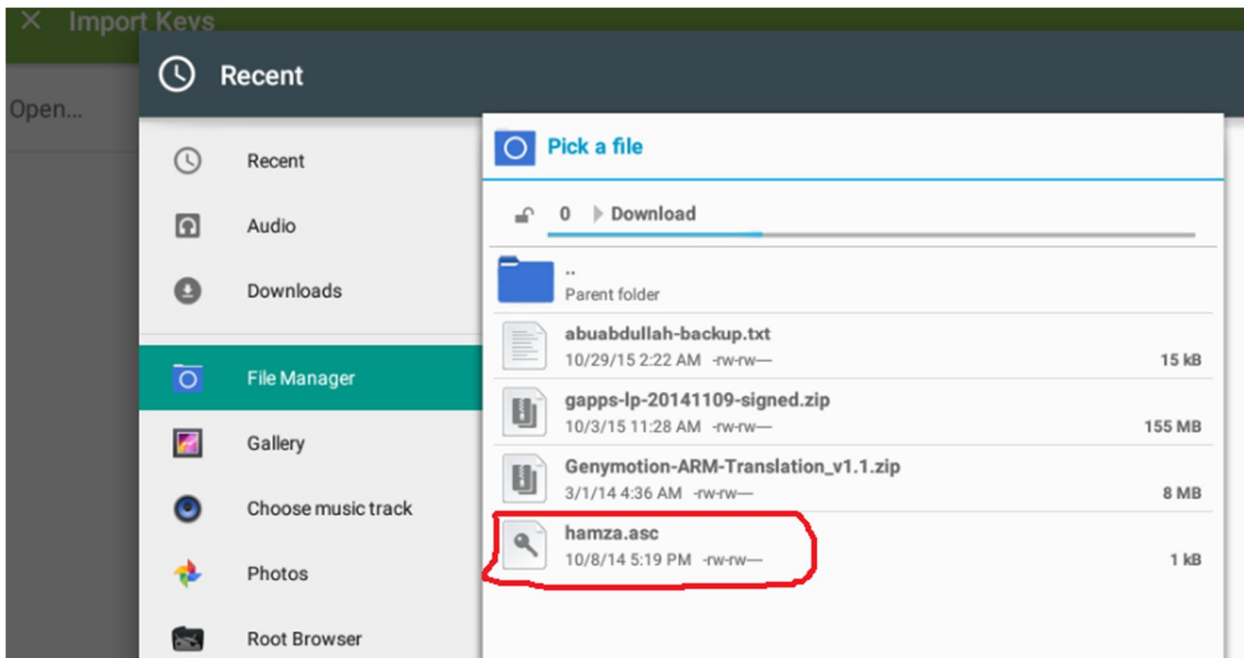 Import Keys
Open...
Recent
Recent
Audio
Downloads
File Manager
Gallery
Choose music track
Photos
Root Browser
Pick a file
0 Download
..
Parent folder
abuabdullah-backup.txt
10/29/15 2:22 AM -rw-rw— 15 kB
gapps-lp-20141109-signed.zip
10/3/15 11:28 AM -rw-rw— 155 MB
Genymotion-ARM-Translation_v1.1.zip
3/1/14 4:36 AM -rw-rw— 8 MB
hamza.asc
10/8/14 5:19 PM -rw-rw— 1 kB